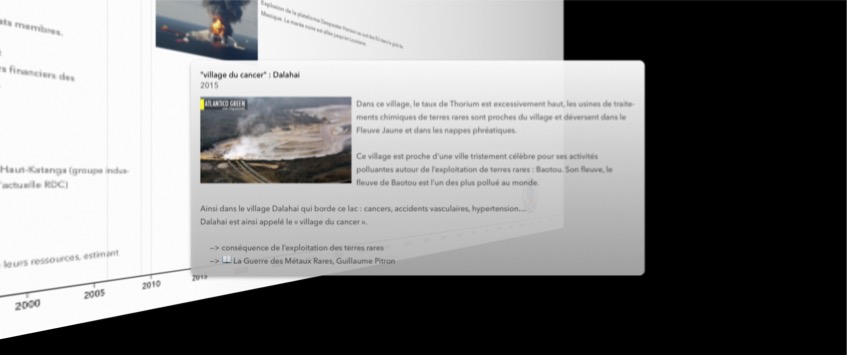 ats membres.
s financiers des
Haut-Katanga (groupe indus-
'actuelle RDC)
leurs ressources, estimant
2000
2005
2010
2015
Explosion de la plateforme Deepwater Horizon
Mexique. La marée noire
"village du cancer" : Dalahai
2015
ATLANTICO GREEN
Dans ce village, le taux de Thorium est excessivement haut, les usines de traite-
ments chimiques de terres rares sont proches du village et déversent dans le
Fleuve Jaune et dans les nappes phréatiques.
Ce village est proche d'une ville tristement célèbre pour ses activités
polluantes autour de l'exploitation de terres rares : Baotou. Son fleuve, le
fleuve de Baotou est l'un des plus pollué au monde.
Ainsi dans le village Dalahai qui borde ce lac : cancers, accidents vasculaires, hypertension...
Dalahai est ainsi appelé le « village du cancer ».
--> conséquence de l'exploitation des terres rares
--> 📖 La Guerre des Métaux Rares, Guillaume Pitron